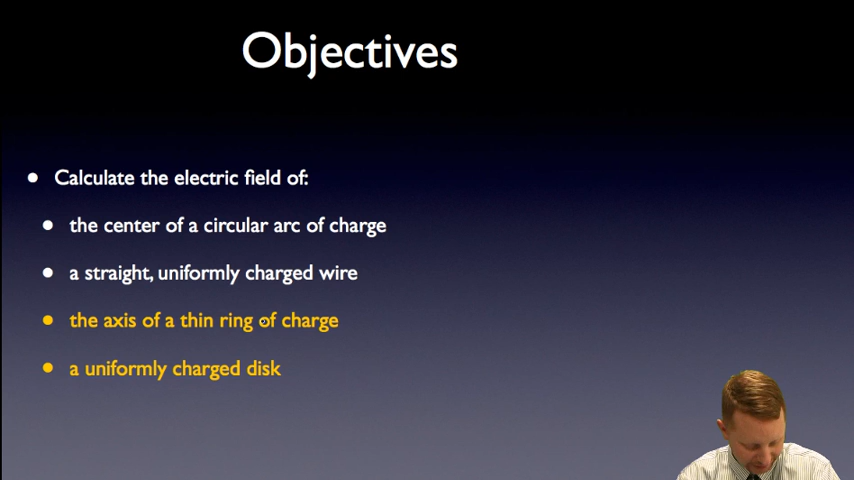 Objectives
• Calculate the electric field of:
• the center of a circular arc of charge
• a straight, uniformly charged wire
• the axis of a thin ring of charge
• a uniformly charged disk